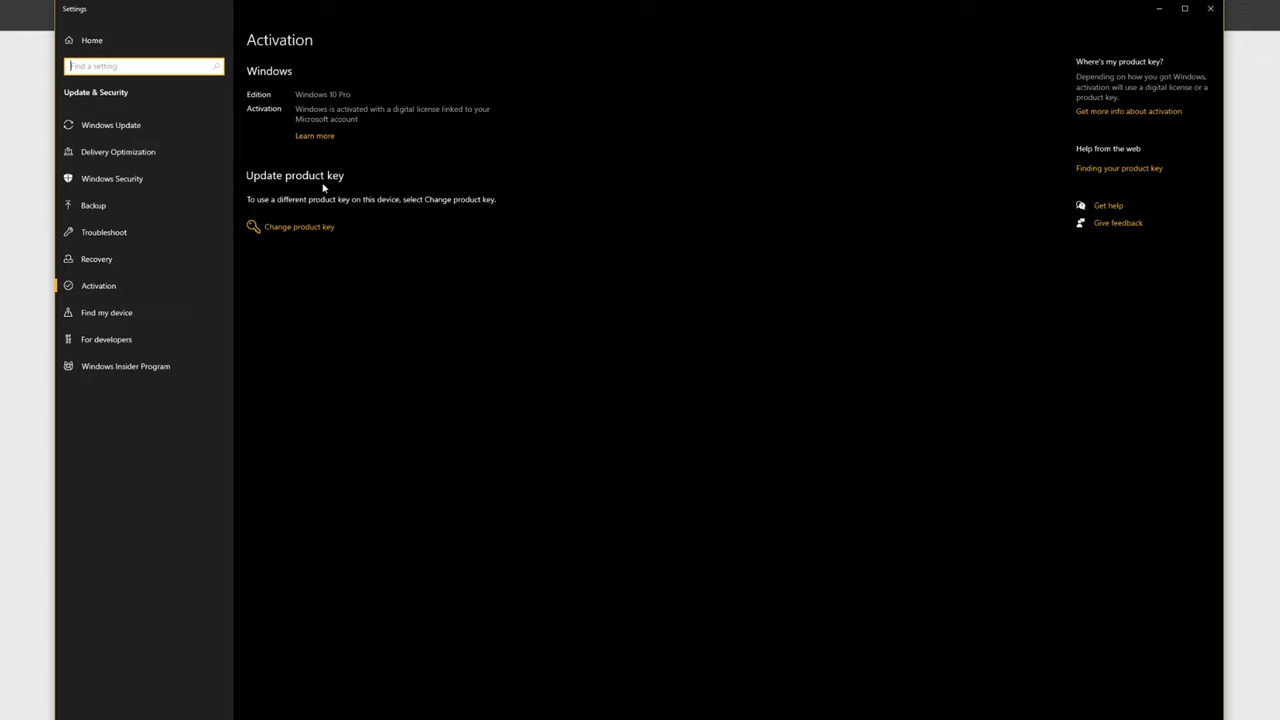 Settings
Home
Find a setting
Update & Security
Windows Update
Delivery Optimization
Windows Security
Backup
Troubleshoot
Recovery
Activation
Find my device
For developers
Windows Insider Program
Activation
Windows
Edition Windows 10 Pro
Activation Windows is activated with a digital license linked to your
Microsoft account
Learn more
Update product key
To use a different product key on this device, select Change product key.
Change product key
Where's my product key?
Depending on how you got Windows,
activation will use a digital license or a
product key.
Get more info about activation
Help from the web
Finding your product key
Get help
Give feedback